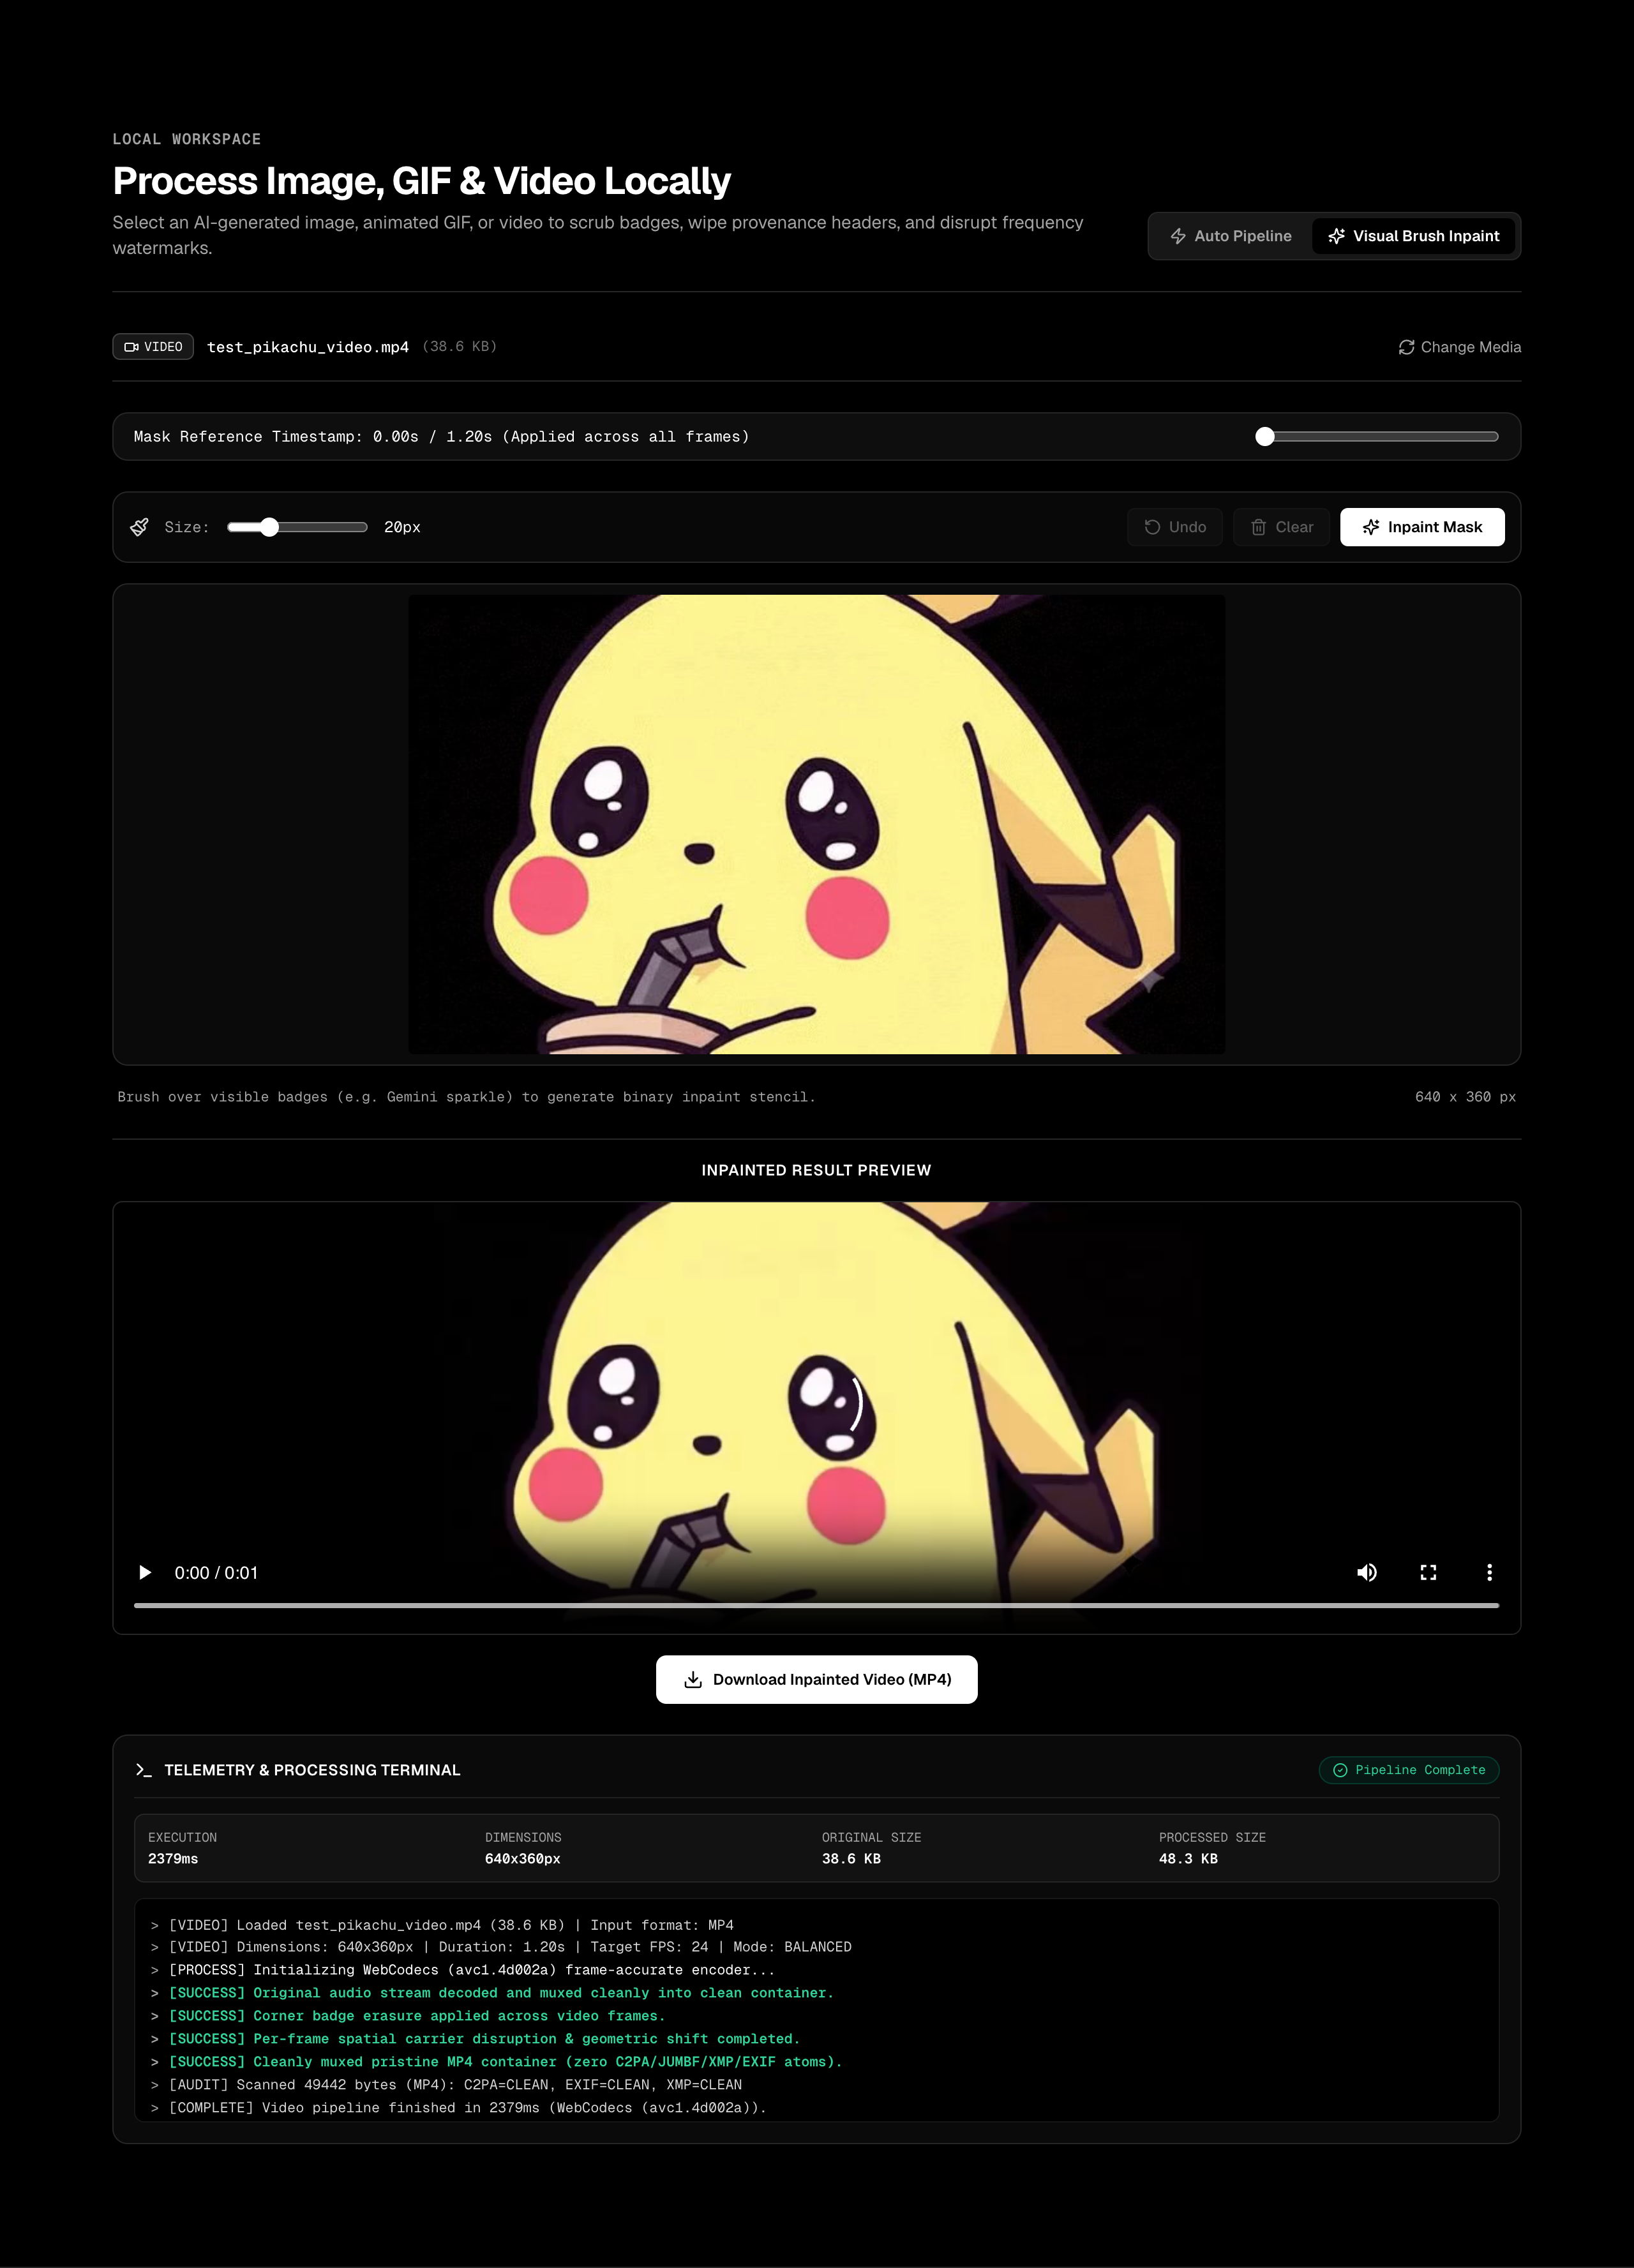 LOCAL WORKSPACE
Process Image, GIF & Video Locally
Select an AI-generated image, animated GIF, or video to scrub badges, wipe provenance headers, and disrupt frequency
watermarks.
Auto Pipeline
Visual Brush Inpaint
VIDEO
test_pikachu_video.mp4 (38.6 KB)
Change Media
Mask Reference Timestamp: 0.00s / 1.20s (Applied across all frames)
Size:
20px
Undo
Clear
Inpaint Mask
Brush over visible badges (e.g. Gemini sparkle) to generate binary inpaint stencil.
640 x 360 px
INPAINTED RESULT PREVIEW
0:00 / 0:01
Download Inpainted Video (MP4)
TELEMETRY & PROCESSING TERMINAL
Pipeline Complete
EXECUTION
2379ms
DIMENSIONS
640x360px
ORIGINAL SIZE
38.6 KB
PROCESSED SIZE
48.3 KB
> [VIDEO] Loaded test_pikachu_video.mp4 (38.6 KB) | Input format: MP4
> [VIDEO] Dimensions: 640x360px | Duration: 1.20s | Target FPS: 24 | Mode: BALANCED
> [PROCESS] Initializing WebCodecs (avc1.4d002a) frame-accurate encoder...
> [SUCCESS] Original audio stream decoded and muxed cleanly into clean container.
> [SUCCESS] Corner badge erasure applied across video frames.
> [SUCCESS] Per-frame spatial carrier disruption & geometric shift completed.
> [SUCCESS] Cleanly muxed pristine MP4 container (zero C2PA/JUMBF/XMP/EXIF atoms).
> [AUDIT] Scanned 49442 bytes (MP4): C2PA=CLEAN, EXIF=CLEAN, XMP=CLEAN
> [COMPLETE] Video pipeline finished in 2379ms (WebCodecs (avc1.4d002a)).